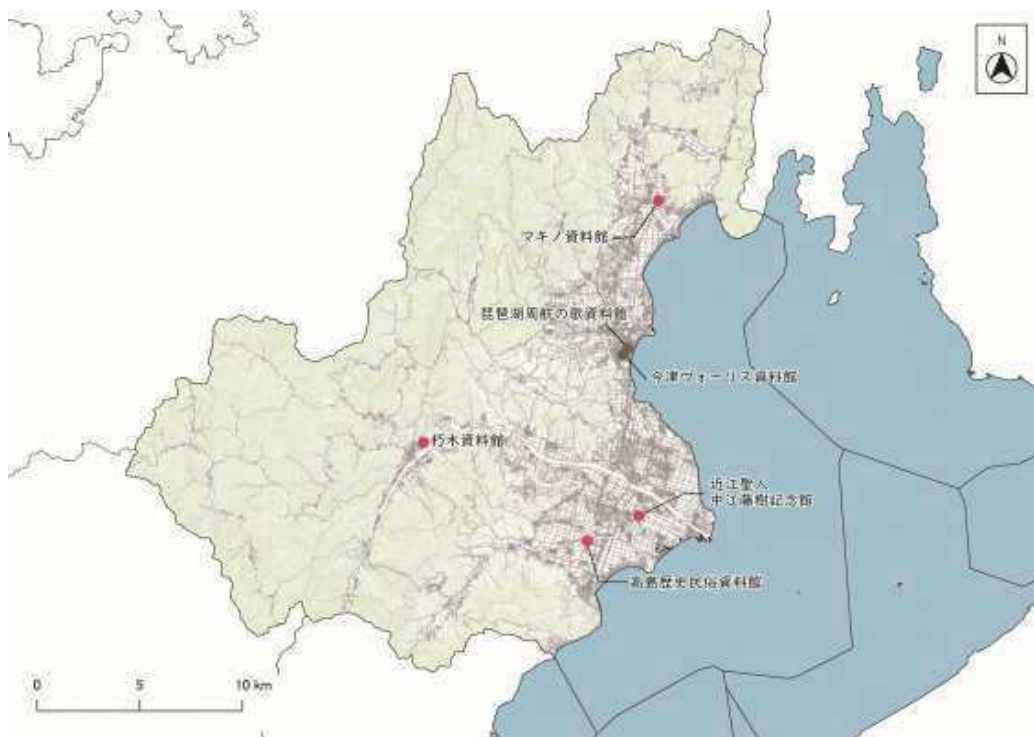 N
マキノ資料館
琵琶湖周航の歌資料館
今津ヴォーリズ資料館
朽木資料館
近江聖人
中江藤樹記念館
高島歴史民俗資料館
0 5 10 km